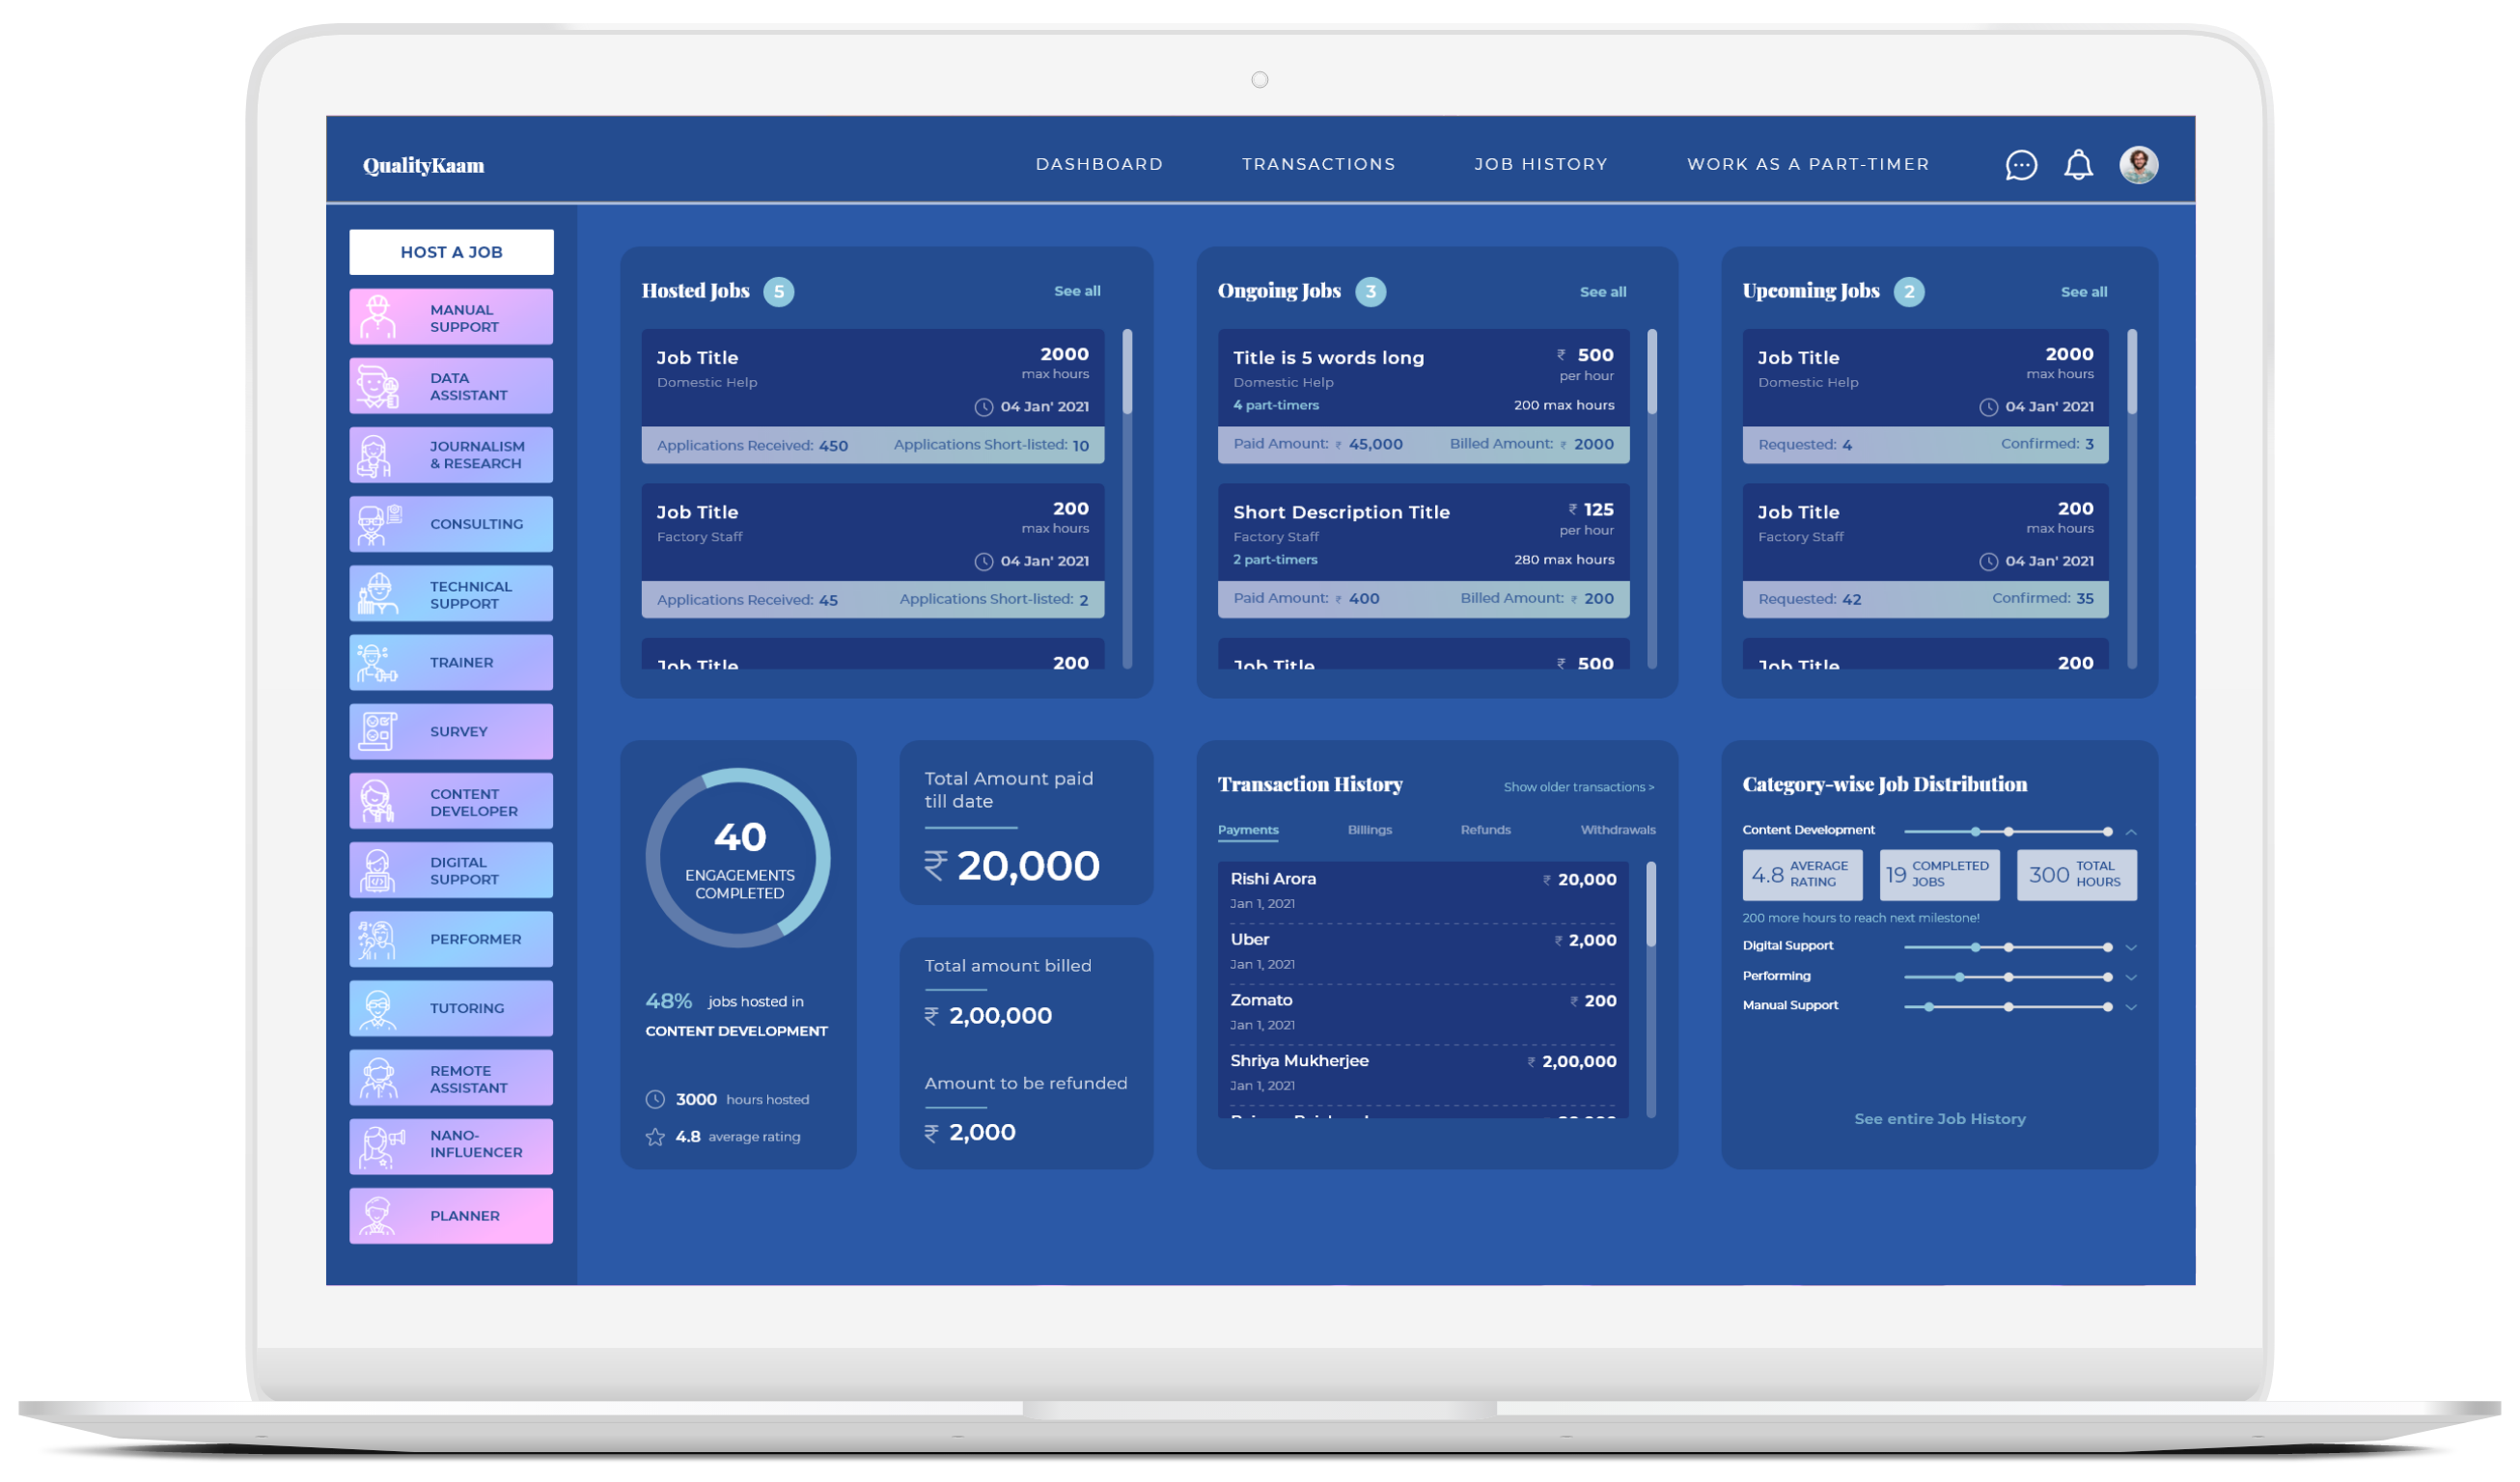 QualityKaam
DASHBOARD
TRANSACTIONS
JOB HISTORY
WORK AS A PART-TIMER
HOST A JOB
MANUAL
SUPPORT
DATA
ASSISTANT
JOURNALISM
& RESEARCH
CONSULTING
TECHNICAL
SUPPORT
TRAINER
SURVEY
CONTENT
DEVELOPER
DIGITAL
SUPPORT
PERFORMER
TUTORING
REMOTE
ASSISTANT
NANO-
INFLUENCER
PLANNER
Hosted Jobs 5 See all
Job Title 2000
Domestic Help max hours
04 Jan' 2021
Applications Received: 450 Applications Short-listed: 10
Job Title 200
Factory Staff max hours
04 Jan' 2021
Applications Received: 45 Applications Short-listed: 2
Job Title 200
Ongoing Jobs 3 See all
Title is 5 words long ₹ 500
Domestic Help per hour
4 part-timers 200 max hours
Paid Amount: ₹ 45,000 Billed Amount: ₹ 2000
Short Description Title ₹ 125
Factory Staff per hour
2 part-timers 280 max hours
Paid Amount: ₹ 400 Billed Amount: ₹ 200
Job Title ₹ 500
Upcoming Jobs 2 See all
Job Title 2000
Domestic Help max hours
04 Jan' 2021
Requested: 4 Confirmed: 3
Job Title 200
Factory Staff max hours
04 Jan' 2021
Requested: 42 Confirmed: 35
Job Title 200
40
ENGAGEMENTS
COMPLETED
48% jobs hosted in
CONTENT DEVELOPMENT
3000 hours hosted
4.8 average rating
Total Amount paid
till date
₹ 20,000
Total amount billed
₹ 2,00,000
Amount to be refunded
₹ 2,000
Transaction History Show older transactions >
Payments Billings Refunds Withdrawals
Rishi Arora ₹ 20,000
Jan 1, 2021
Uber ₹ 2,000
Jan 1, 2021
Zomato ₹ 200
Jan 1, 2021
Shriya Mukherjee ₹ 2,00,000
Jan 1, 2021
Category-wise Job Distribution
Content Development
4.8 AVERAGE
RATING
19 COMPLETED
JOBS
300 TOTAL
HOURS
200 more hours to reach next milestone!
Digital Support
Performing
Manual Support
See entire Job History